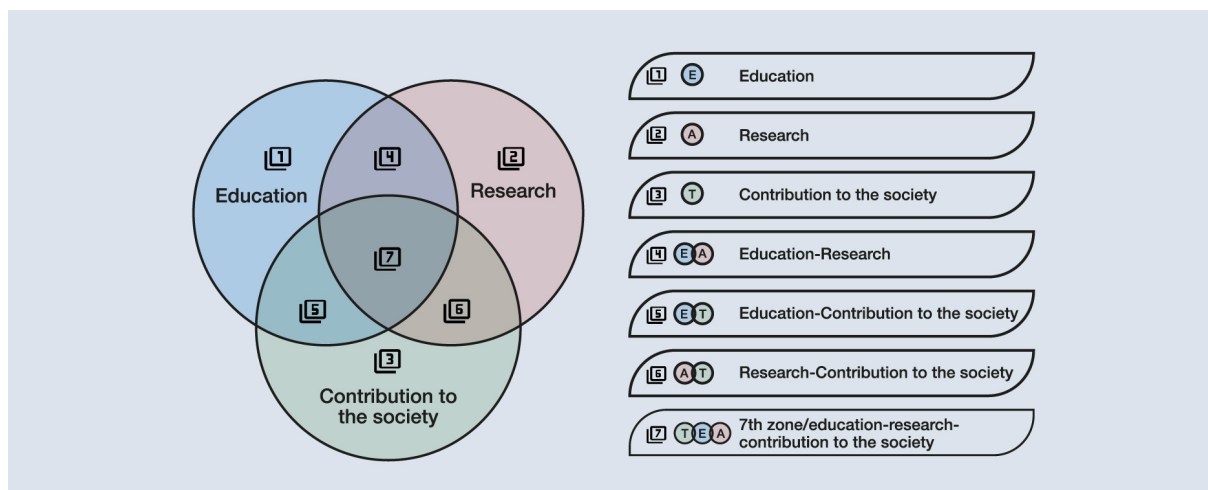 1
4
2
Education
Research
7
5
6
3
Contribution to
the society
1 E Education
2 A Research
3 T Contribution to the society
4 E A Education-Research
5 E T Education-Contribution to the society
6 A T Research-Contribution to the society
7 T E A 7th zone/education-research-
contribution to the society